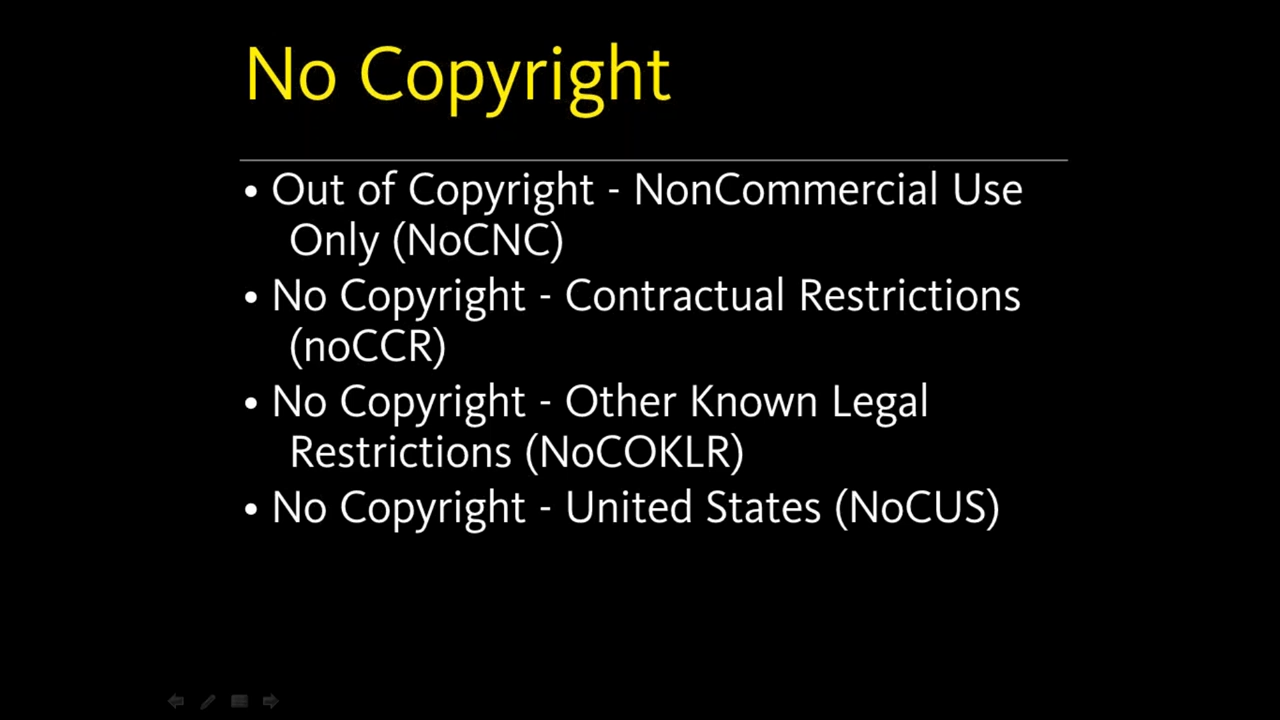 No Copyright
• Out of Copyright - NonCommercial Use
Only (NoCNC)
• No Copyright - Contractual Restrictions
(noCCR)
• No Copyright - Other Known Legal
Restrictions (NoCOKLR)
• No Copyright - United States (NoCUS)